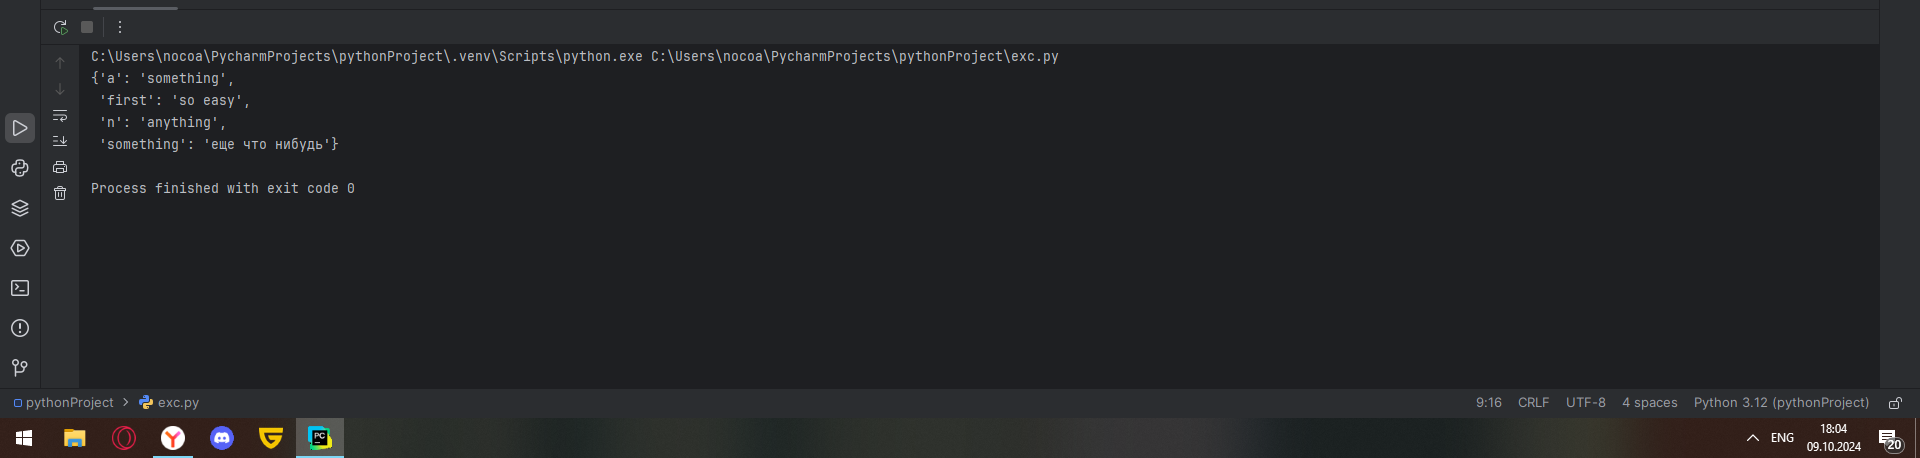 C:\Users\nocoa\PycharmProjects\pythonProject\.venv\Scripts\python.exe C:\Users\nocoa\PycharmProjects\pythonProject\exc.py
{'a': 'something',
 'first': 'so easy',
 'n': 'anything',
 'something': 'еще что нибудь'}
Process finished with exit code 0
pythonProject > exc.py 9:16 CRLF UTF-8 4 spaces Python 3.12 (pythonProject)
PC ENG 18:04 20
09.10.2024